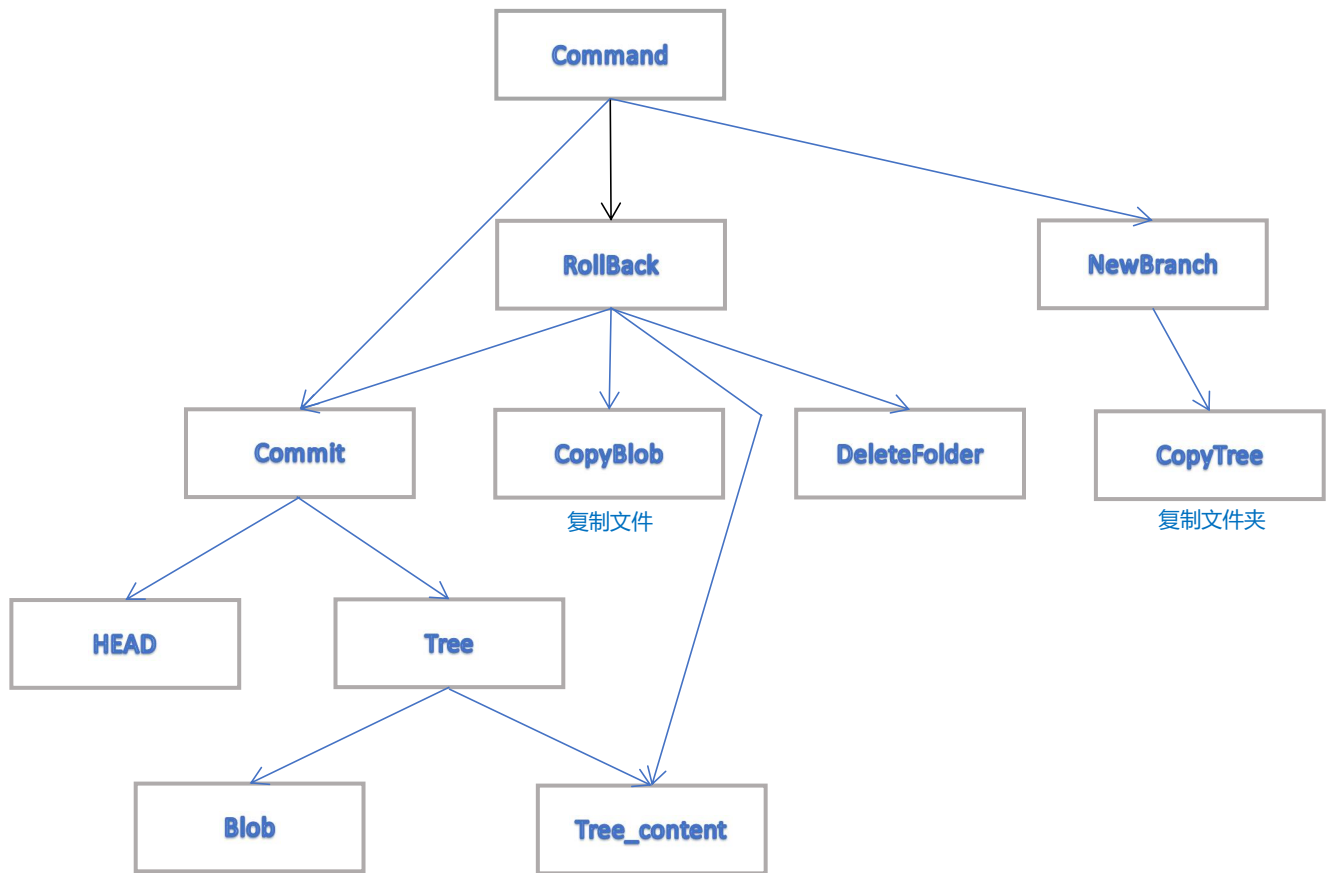 Command
RollBack
NewBranch
Commit
CopyBlob
DeleteFolder
CopyTree
复制文件
复制文件夹
HEAD
Tree
Blob
Tree_content